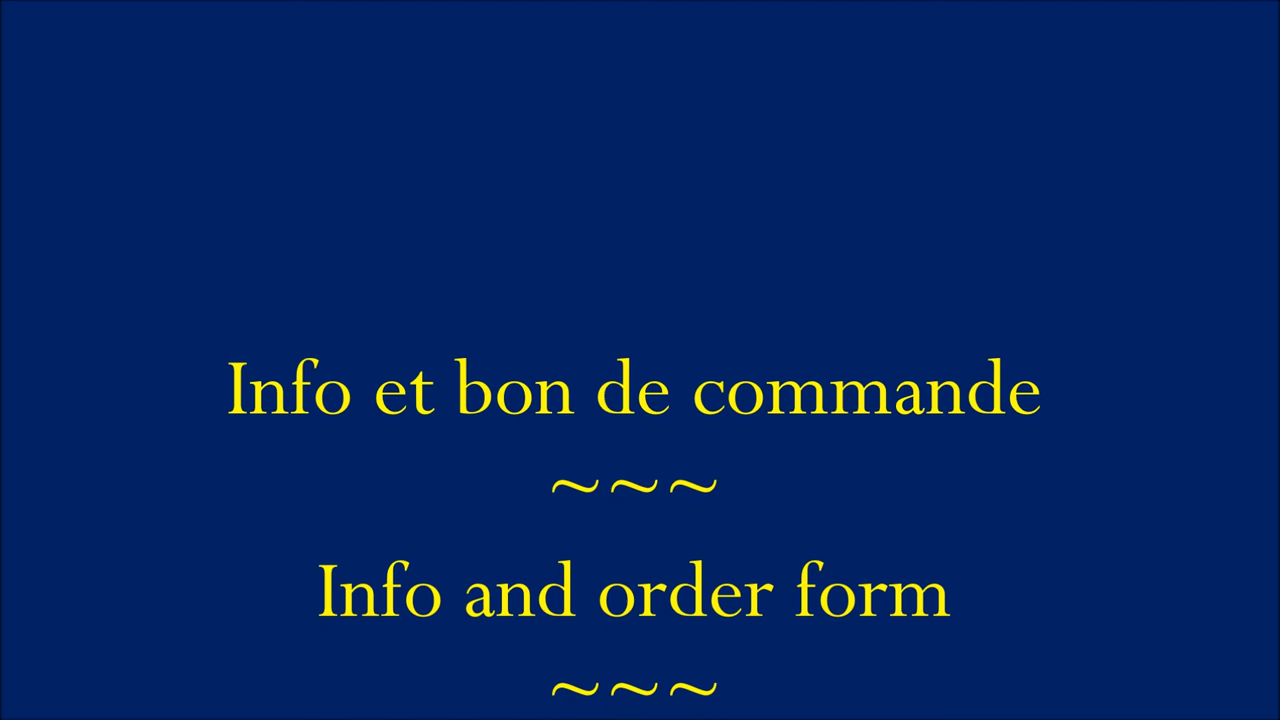 Info et bon de commande
~~~
Info and order form
~~~